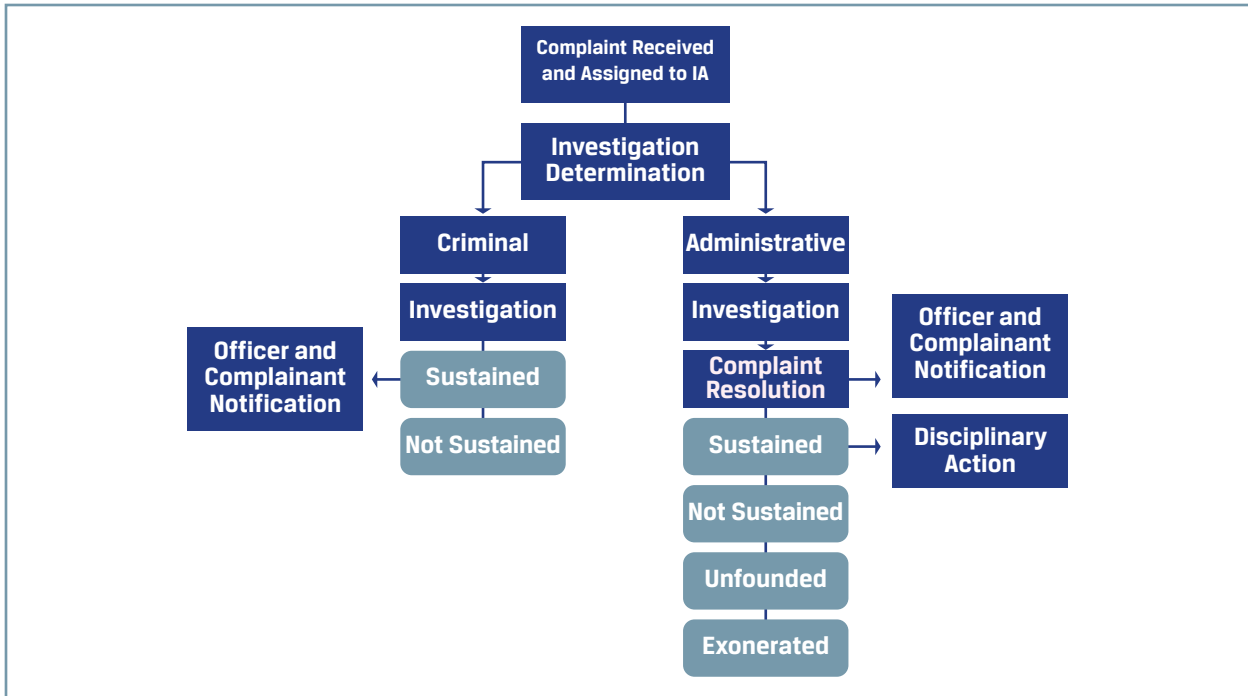 Complaint Received
and Assigned to IA
Investigation
Determination
Criminal
Administrative
Investigation
Investigation
Officer and
Complainant
Notification
Sustained
Not Sustained
Complaint
Resolution
Officer and
Complainant
Notification
Sustained
Disciplinary
Action
Not Sustained
Unfounded
Exonerated